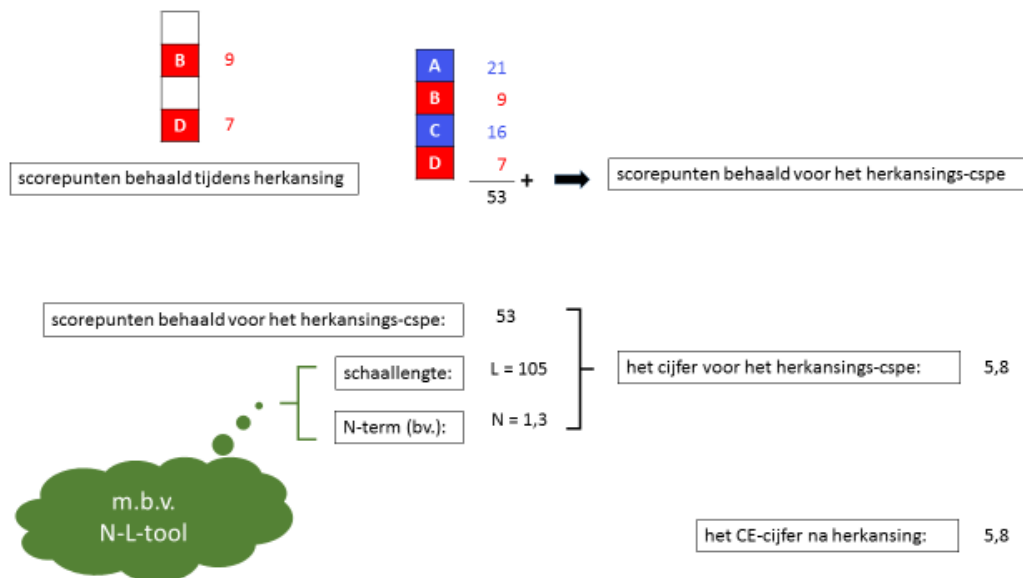 B 9
D 7
scorepunten behaald tijdens herkansing
A 21
B 9
C 16
D 7
53 +
scorepunten behaald voor het herkansings-cspe
scorepunten behaald voor het herkansings-cspe: 53
schaallengte: L = 105
N-term (bv.): N = 1,3
het cijfer voor het herkansings-cspe: 5,8
m.b.v.
N-L-tool
het CE-cijfer na herkansing: 5,8